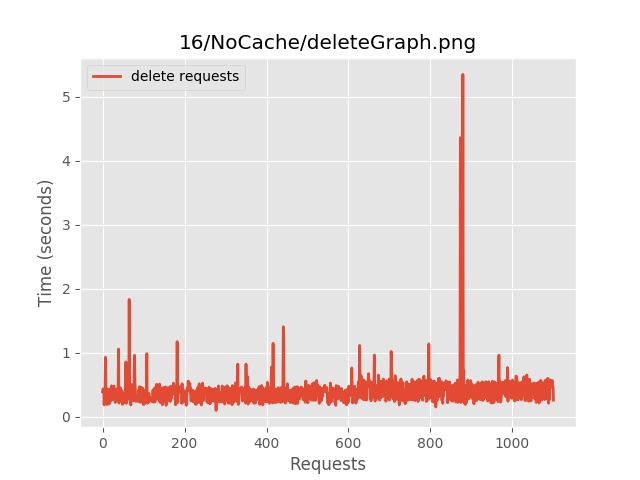 16/NoCache/deleteGraph.png
delete requests
5
4
3
2
1
0
Time (seconds)
0 200 400 600 800 1000
Requests